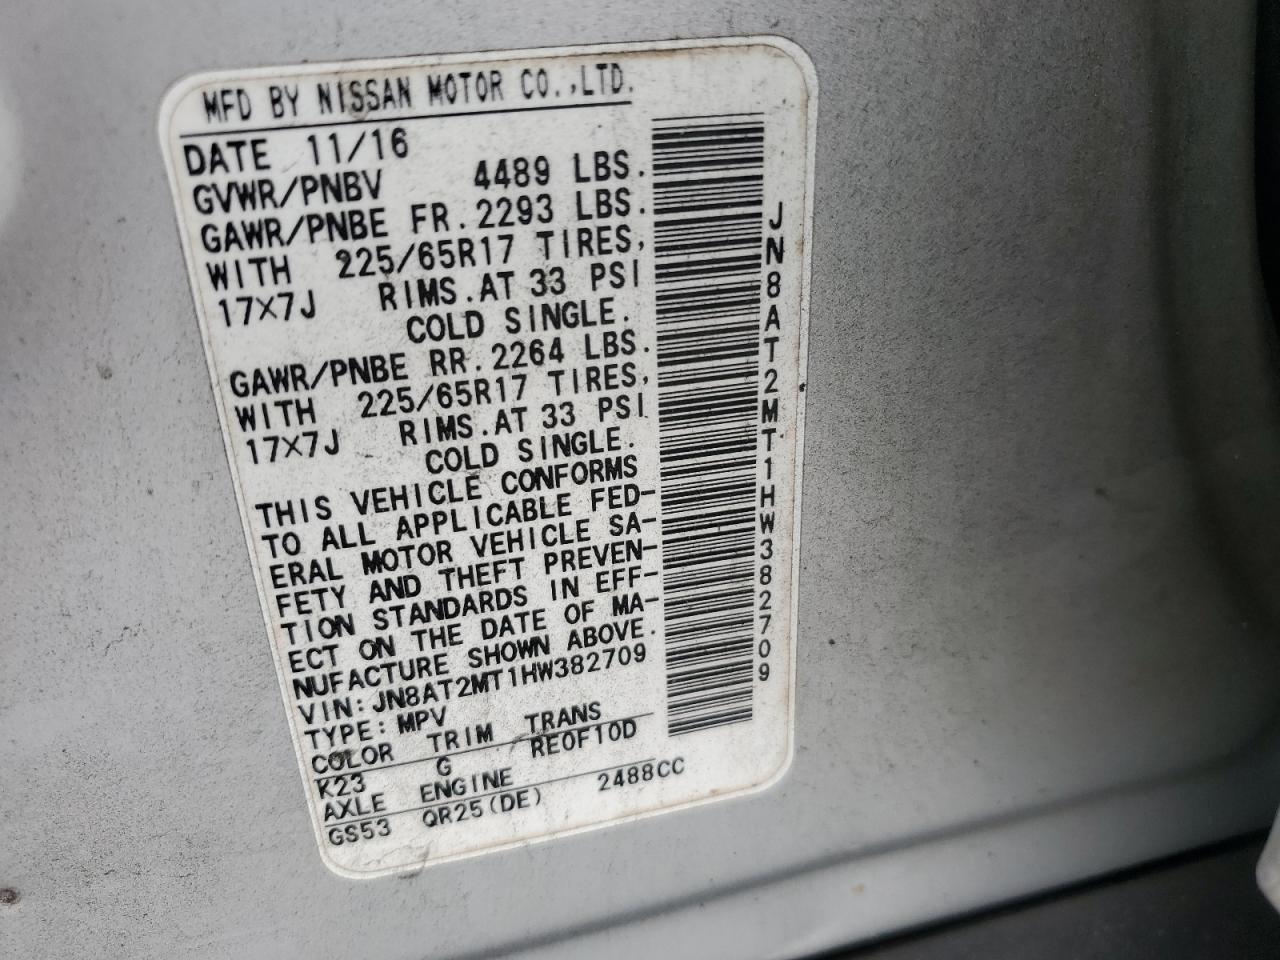 MFD BY NISSAN MOTOR CO.,LTD.
DATE 11/16
GVWR/PNBV 4489 LBS.
GAWR/PNBE FR. 2293 LBS.
WITH 225/65R17 TIRES,
17X7J RIMS. AT 33 PSI
COLD SINGLE.
GAWR/PNBE RR. 2264 LBS.
WITH 225/65R17 TIRES,
17X7J RIMS. AT 33 PSI
COLD SINGLE.
THIS VEHICLE CONFORMS
TO ALL APPLICABLE FED-
ERAL MOTOR VEHICLE SA-
FETY AND THEFT PREVEN-
TION STANDARDS IN EFF-
ECT ON THE DATE OF MA-
NUFACTURE SHOWN ABOVE.
VIN: JN8AT2MT1HW382709
TYPE: MPV
COLOR TRIM TRANS
K23 G RE0F10D
AXLE ENGINE
GS53 QR25(DE) 2488CC
JN8AT2MT1HW382709